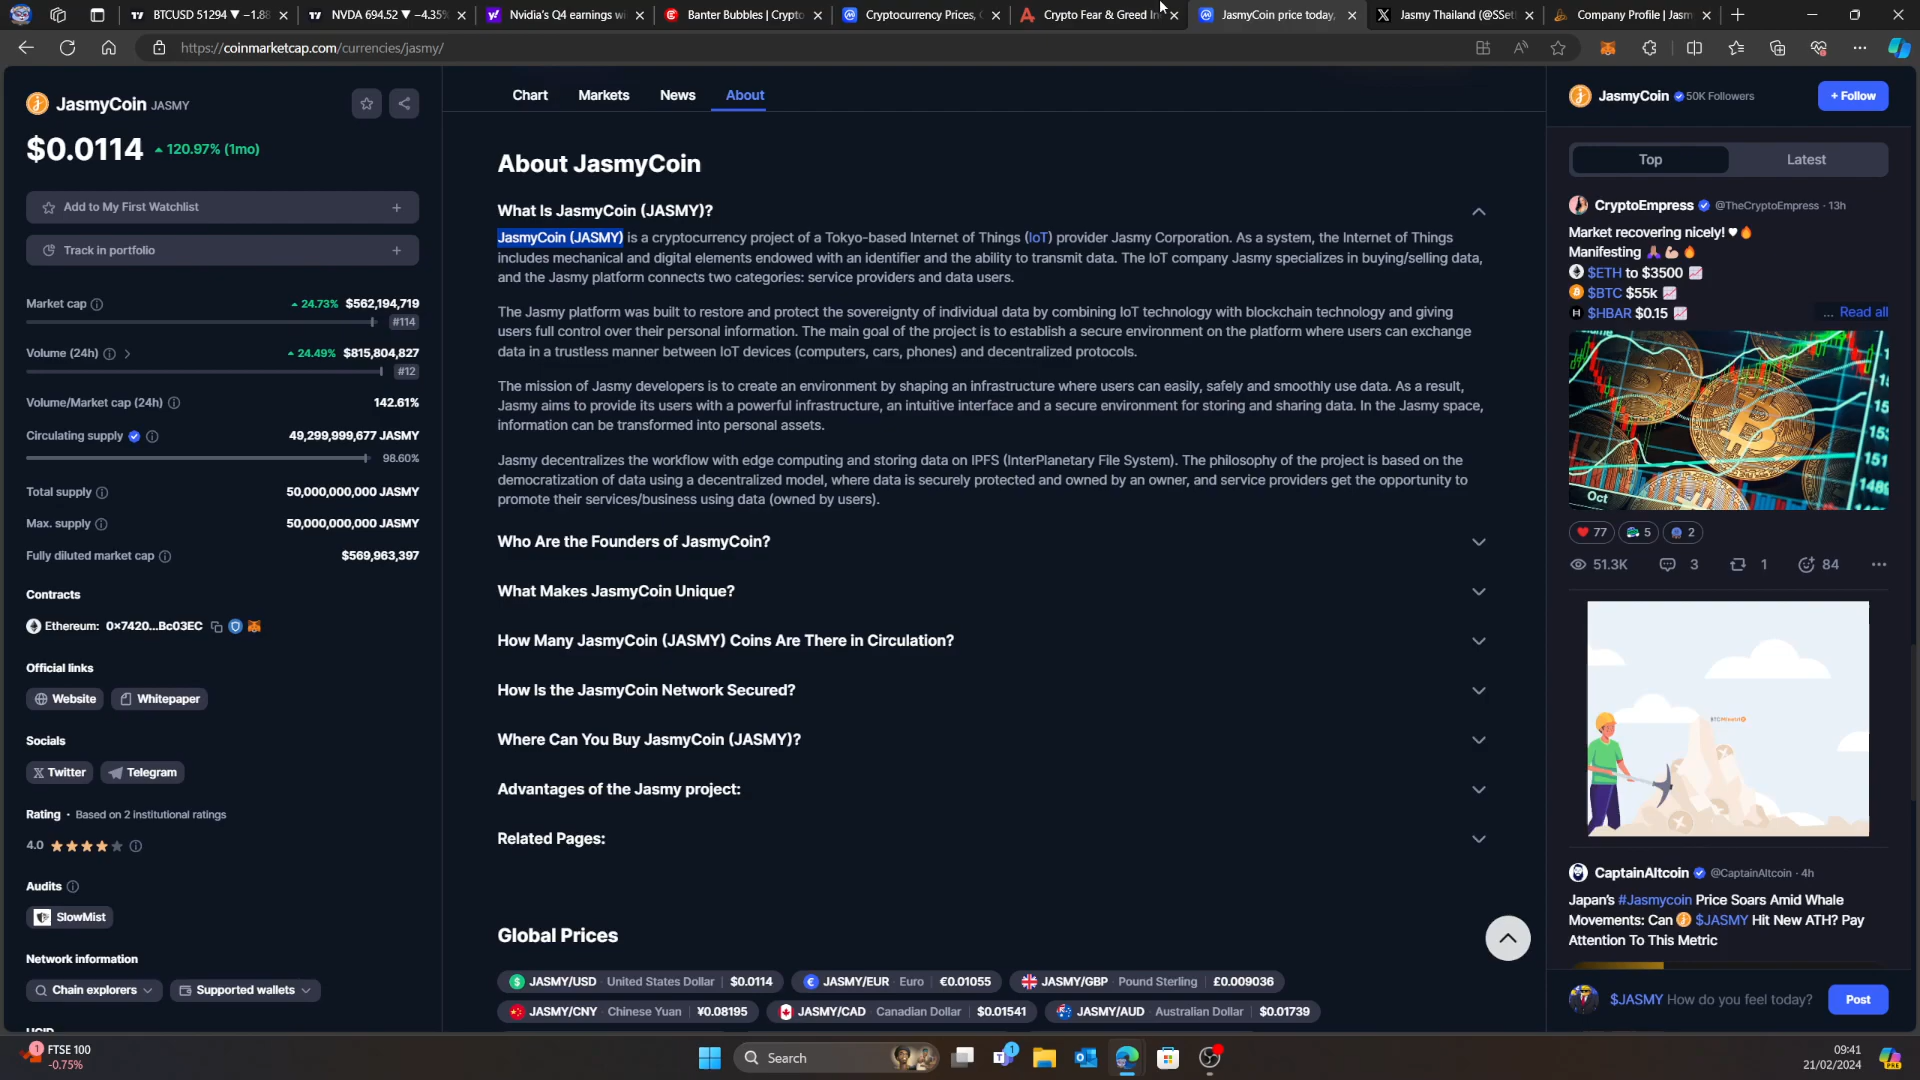 BTCUSD 51294 ▼ −1.88
NVDA 694.52 ▼ −4.35%
Nvidia's Q4 earnings wi
Banter Bubbles | Crypto
Cryptocurrency Prices,
Crypto Fear & Greed In
JasmyCoin price today,
Jasmy Thailand (@SSet
Company Profile | Jasm
https://coinmarketcap.com/currencies/jasmy/
JasmyCoin JASMY
$0.0114 120.97% (1mo)
Add to My First Watchlist
Track in portfolio
Market cap 24.73% $562,194,719
#114
Volume (24h) 24.49% $815,804,827
#12
Volume/Market cap (24h) 142.61%
Circulating supply 49,299,999,677 JASMY
98.60%
Total supply 50,000,000,000 JASMY
Max. supply 50,000,000,000 JASMY
Fully diluted market cap $569,963,397
Contracts
Ethereum: 0x7420...Bc03EC
Official links
Website Whitepaper
Socials
Twitter Telegram
Rating · Based on 2 institutional ratings
4.0
Audits
SlowMist
Network information
Chain explorers Supported wallets
UCID
Chart Markets News About
About JasmyCoin
What Is JasmyCoin (JASMY)?
JasmyCoin (JASMY) is a cryptocurrency project of a Tokyo-based Internet of Things (IoT) provider Jasmy Corporation. As a system, the Internet of Things
includes mechanical and digital elements endowed with an identifier and the ability to transmit data. The IoT company Jasmy specializes in buying/selling data,
and the Jasmy platform connects two categories: service providers and data users.
The Jasmy platform was built to restore and protect the sovereignty of individual data by combining IoT technology with blockchain technology and giving
users full control over their personal information. The main goal of the project is to establish a secure environment on the platform where users can exchange
data in a trustless manner between IoT devices (computers, cars, phones) and decentralized protocols.
The mission of Jasmy developers is to create an environment by shaping an infrastructure where users can easily, safely and smoothly use data. As a result,
Jasmy aims to provide its users with a powerful infrastructure, an intuitive interface and a secure environment for storing and sharing data. In the Jasmy space,
information can be transformed into personal assets.
Jasmy decentralizes the workflow with edge computing and storing data on IPFS (InterPlanetary File System). The philosophy of the project is based on the
democratization of data using a decentralized model, where data is securely protected and owned by an owner, and service providers get the opportunity to
promote their services/business using data (owned by users).
Who Are the Founders of JasmyCoin?
What Makes JasmyCoin Unique?
How Many JasmyCoin (JASMY) Coins Are There in Circulation?
How Is the JasmyCoin Network Secured?
Where Can You Buy JasmyCoin (JASMY)?
Advantages of the Jasmy project:
Related Pages:
Global Prices
JASMY/USD United States Dollar $0.0114 JASMY/EUR Euro €0.01055 JASMY/GBP Pound Sterling £0.009036
JASMY/CNY Chinese Yuan ¥0.08195 JASMY/CAD Canadian Dollar $0.01541 JASMY/AUD Australian Dollar $0.01739
JasmyCoin 50K Followers + Follow
Top Latest
CryptoEmpress @TheCryptoEmpress · 13h
Market recovering nicely!
Manifesting
$ETH to $3500
$BTC $55k
$HBAR $0.15 ... Read all
Oct
151
77 5 2
51.3K 3 1 84
CaptainAltcoin @CaptainAltcoin · 4h
Japan's #Jasmycoin Price Soars Amid Whale
Movements: Can $JASMY Hit New ATH? Pay
Attention To This Metric
$JASMY How do you feel today? Post
1 FTSE 100
-0.75%
Search
1
09:41
21/02/2024